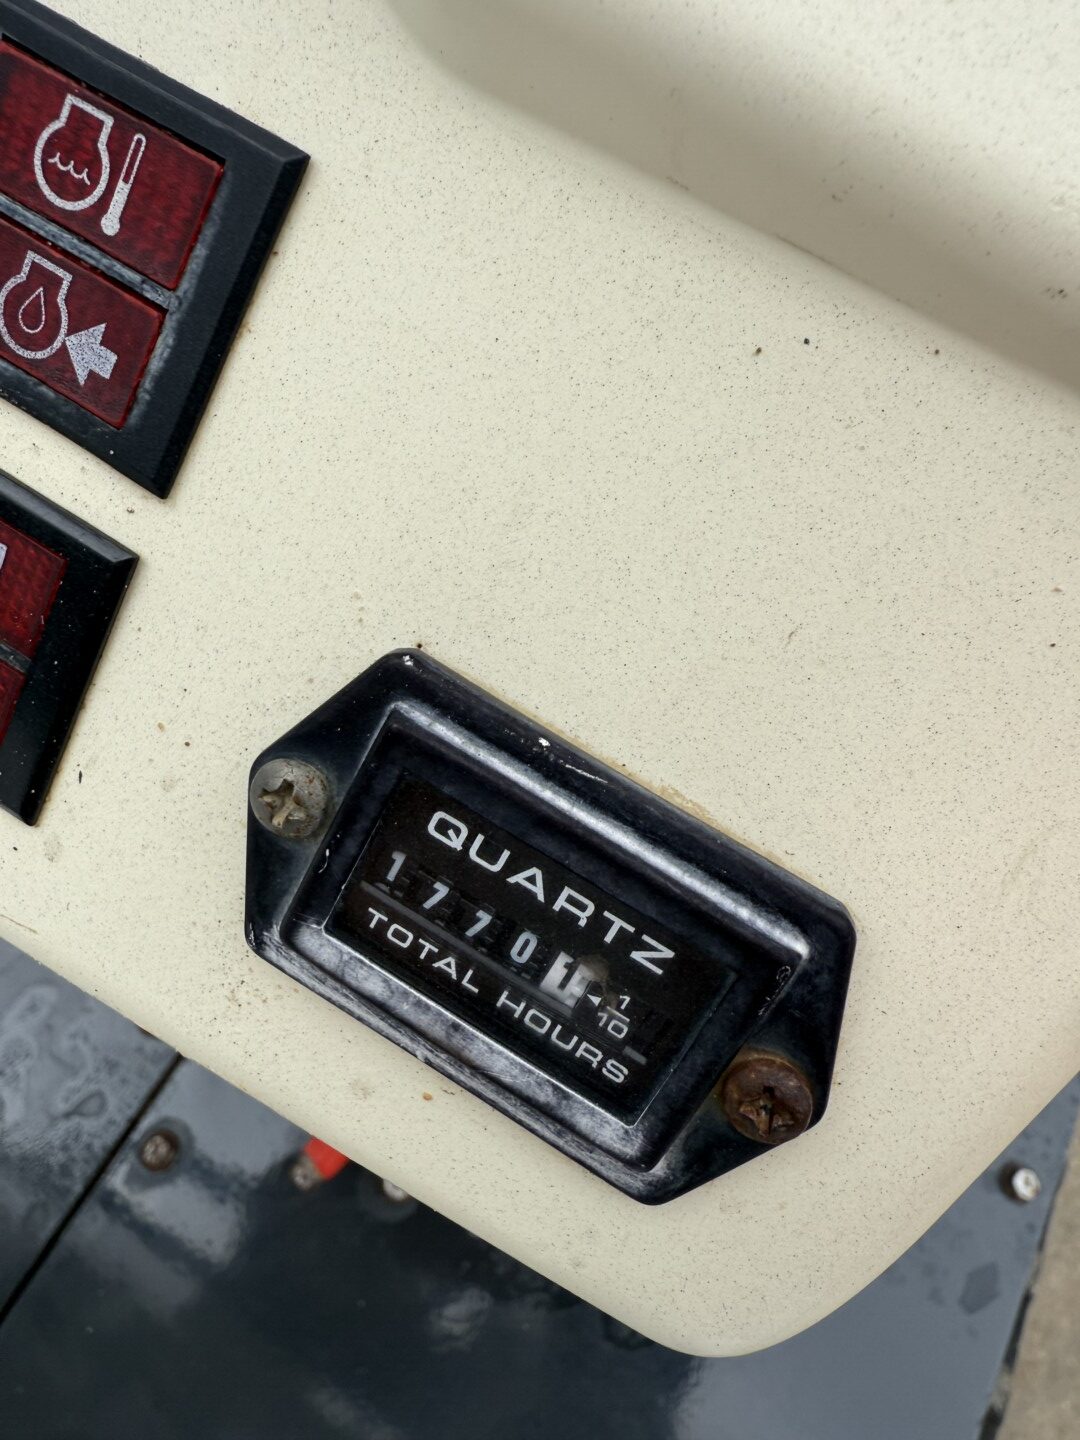 QUARTZ
1770
◄ 1/10
TOTAL HOURS